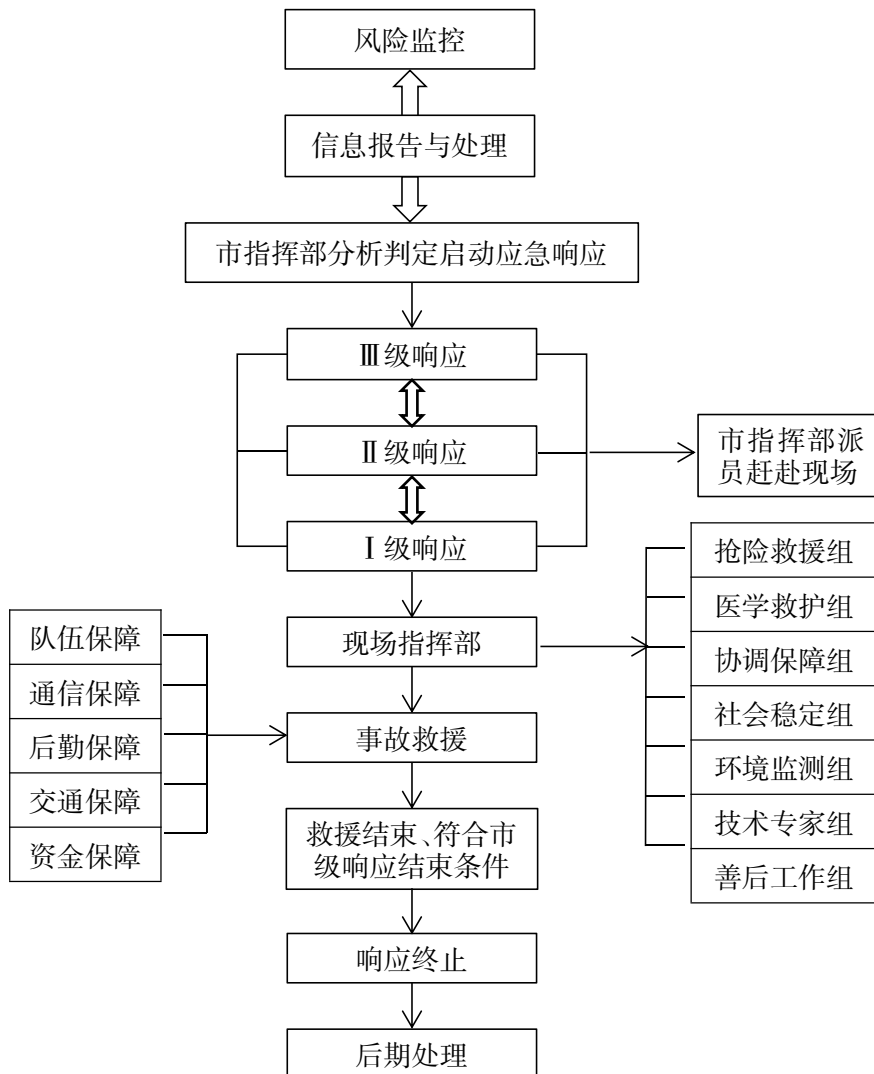 风险监控
信息报告与处理
市指挥部分析判定启动应急响应
Ⅲ级响应
Ⅱ级响应
市指挥部派
员赶赴现场
Ⅰ级响应
抢险救援组
医学救护组
协调保障组
社会稳定组
环境监测组
技术专家组
善后工作组
现场指挥部
队伍保障
通信保障
后勤保障
交通保障
资金保障
事故救援
救援结束、符合市
级响应结束条件
响应终止
后期处理